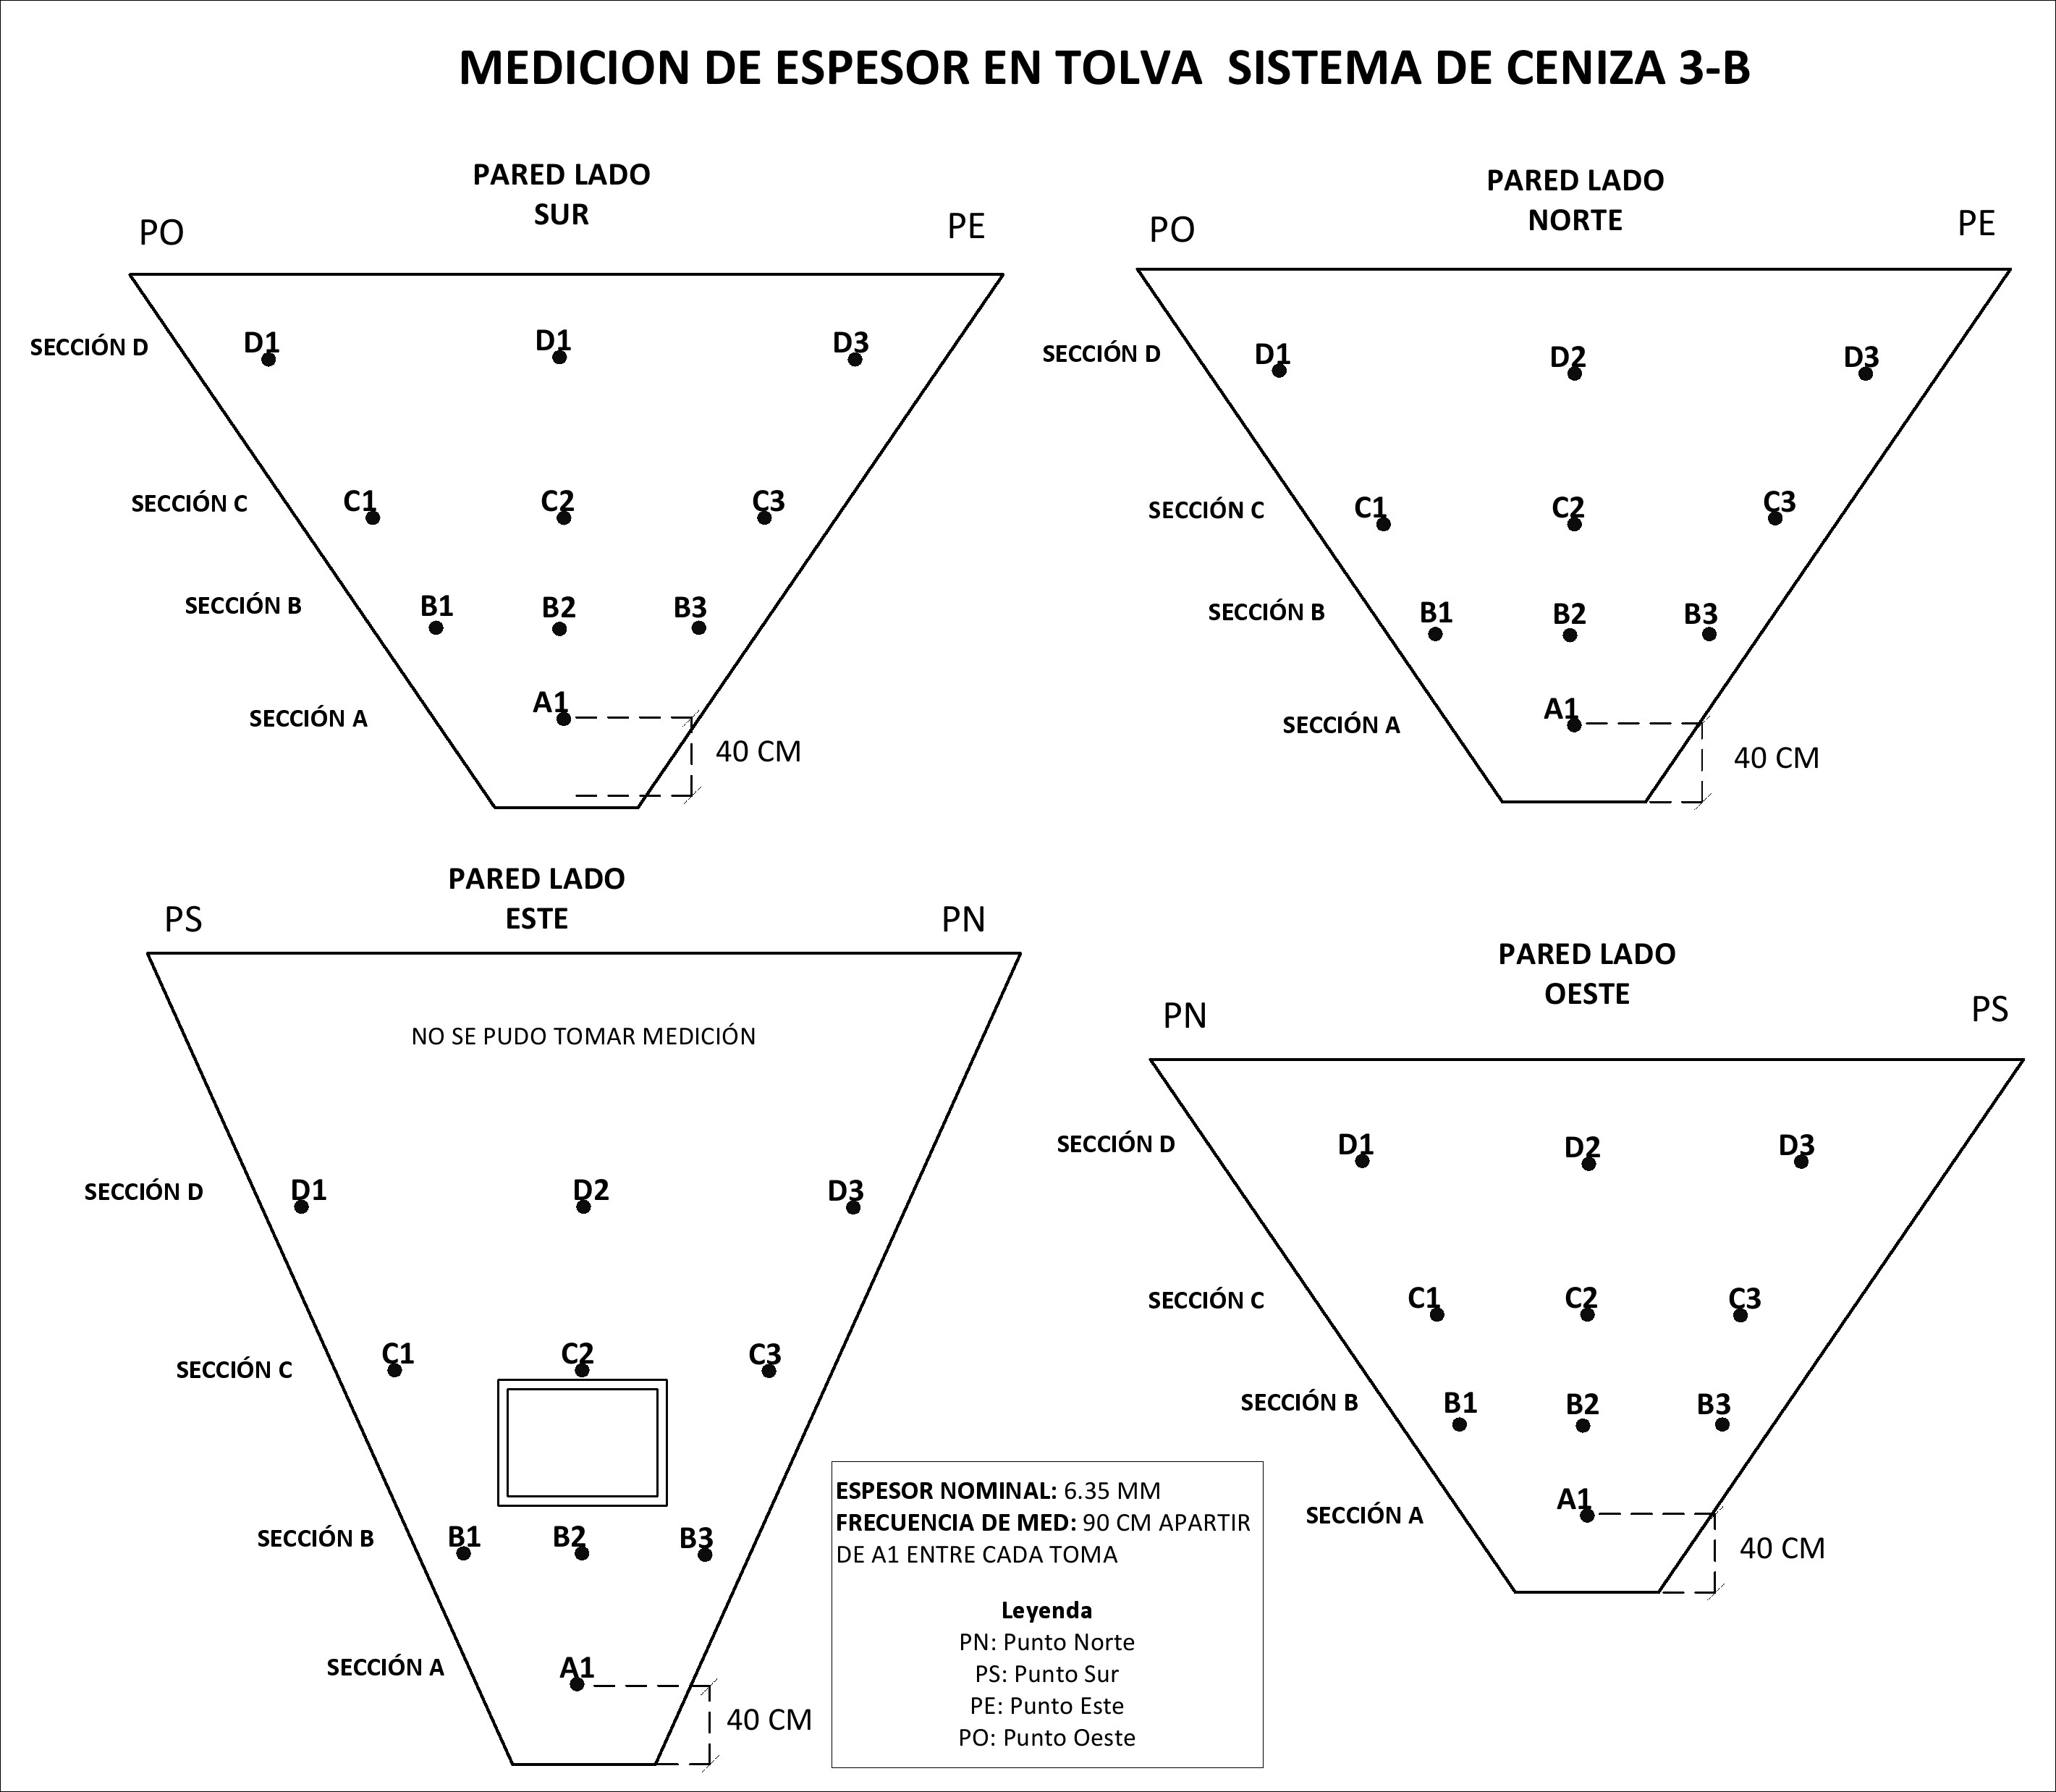 MEDICION DE ESPESOR EN TOLVA SISTEMA DE CENIZA 3-B
PARED LADO
SUR
PO
PE
SECCIÓN D
D1
D1
D3
SECCIÓN C
C1
C2
C3
SECCIÓN B
B1
B2
B3
SECCIÓN A
A1
40 CM
PARED LADO
NORTE
PO
PE
SECCIÓN D
D1
D2
D3
SECCIÓN C
C1
C2
C3
SECCIÓN B
B1
B2
B3
SECCIÓN A
A1
40 CM
PARED LADO
ESTE
PS
PN
NO SE PUDO TOMAR MEDICIÓN
SECCIÓN D
D1
D2
D3
SECCIÓN C
C1
C2
C3
SECCIÓN B
B1
B2
B3
SECCIÓN A
A1
40 CM
PARED LADO
OESTE
PN
PS
SECCIÓN D
D1
D2
D3
SECCIÓN C
C1
C2
C3
SECCIÓN B
B1
B2
B3
SECCIÓN A
A1
40 CM
ESPESOR NOMINAL: 6.35 MM
FRECUENCIA DE MED: 90 CM APARTIR
DE A1 ENTRE CADA TOMA
Leyenda
PN: Punto Norte
PS: Punto Sur
PE: Punto Este
PO: Punto Oeste